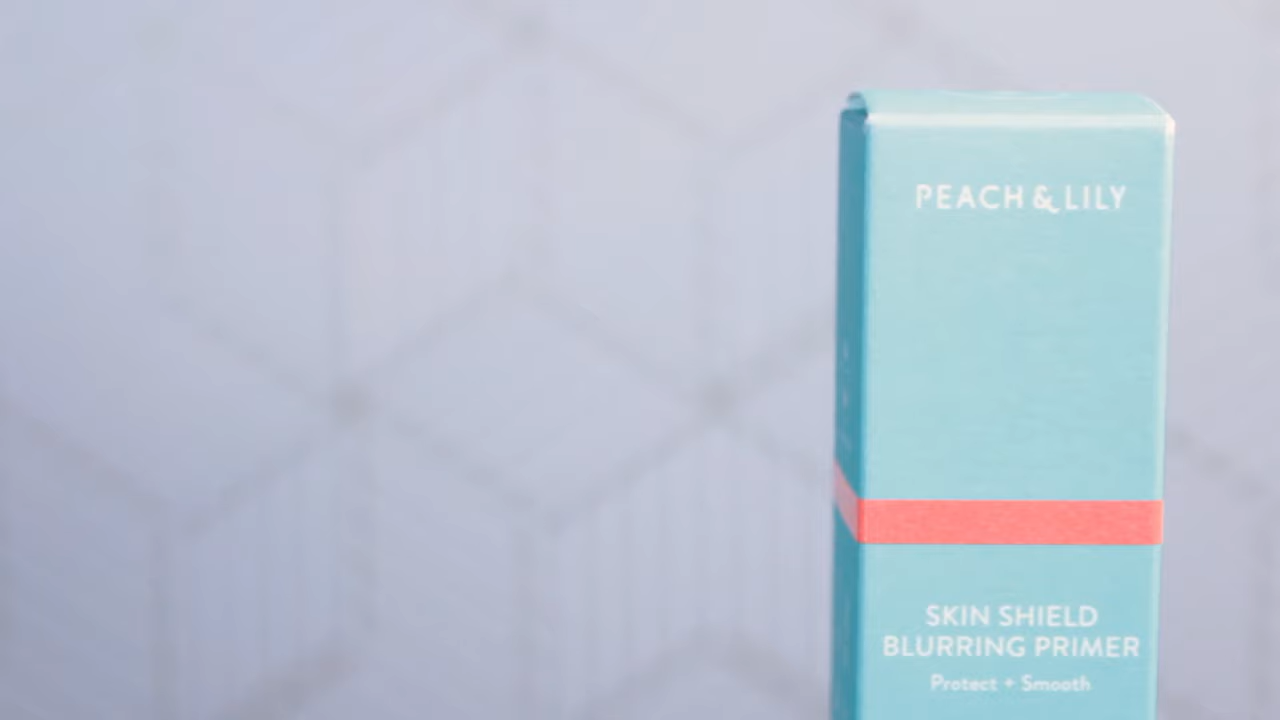 PEACH & LILY
SKIN SHIELD
BLURRING PRIMER
Protect + Smooth